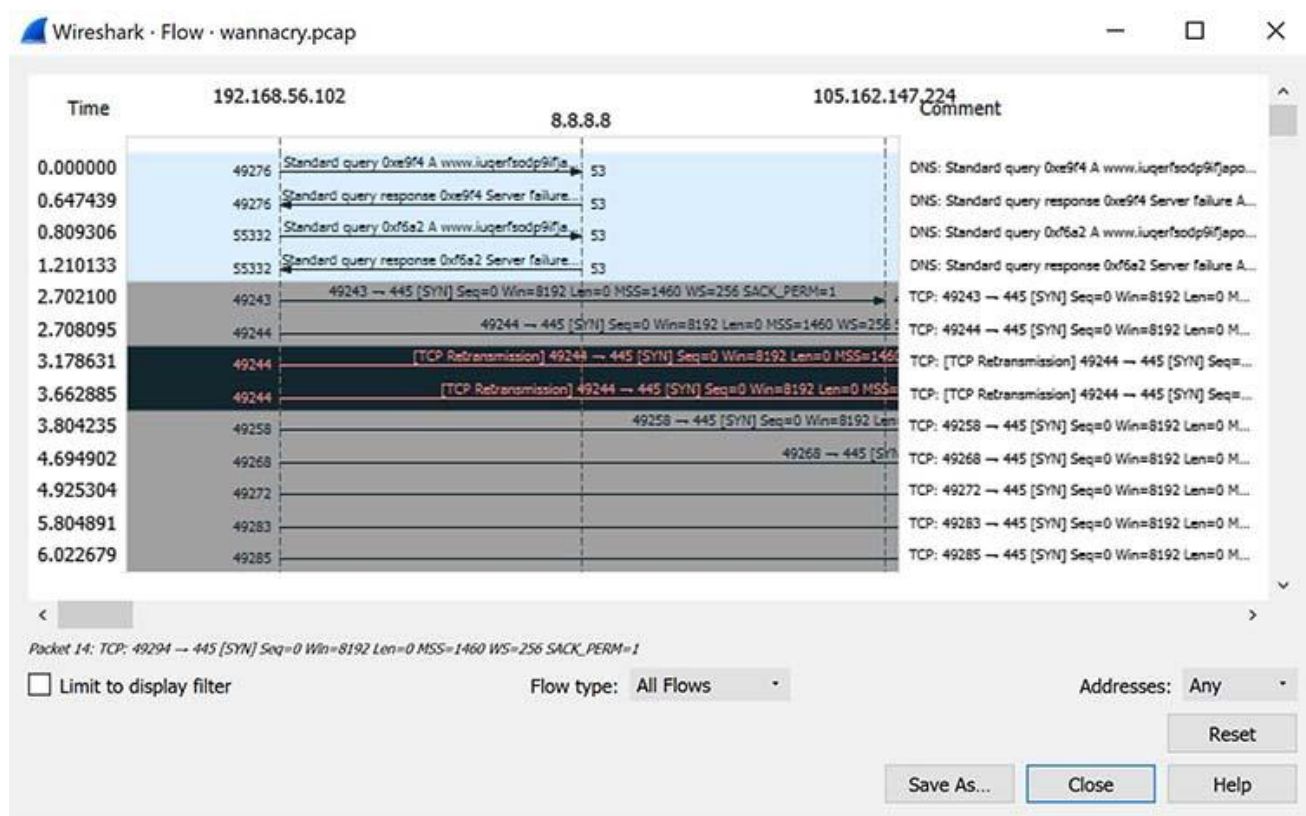 Wireshark · Flow · wannacry.pcap
Time
192.168.56.102
8.8.8.8
105.162.147.224
Comment
0.000000 49276 Standard query 0xe9f4 A www.iuqerfsodp9ifja... 53 DNS: Standard query 0xe9f4 A www.iuqerfsodp9ifjapo...
0.647439 49276 Standard query response 0xe9f4 Server failure... 53 DNS: Standard query response 0xe9f4 Server failure A...
0.809306 55332 Standard query 0xf6a2 A www.iuqerfsodp9ifja... 53 DNS: Standard query 0xf6a2 A www.iuqerfsodp9ifjapo...
1.210133 55332 Standard query response 0xf6a2 Server failure... 53 DNS: Standard query response 0xf6a2 Server failure A...
2.702100 49243 49243 → 445 [SYN] Seq=0 Win=8192 Len=0 MSS=1460 WS=256 SACK_PERM=1 TCP: 49243 → 445 [SYN] Seq=0 Win=8192 Len=0 M...
2.708095 49244 49244 → 445 [SYN] Seq=0 Win=8192 Len=0 MSS=1460 WS=256 TCP: 49244 → 445 [SYN] Seq=0 Win=8192 Len=0 M...
3.178631 49244 [TCP Retransmission] 49244 → 445 [SYN] Seq=0 Win=8192 Len=0 MSS=1460 TCP: [TCP Retransmission] 49244 → 445 [SYN] Seq=...
3.662885 49244 [TCP Retransmission] 49244 → 445 [SYN] Seq=0 Win=8192 Len=0 MSS= TCP: [TCP Retransmission] 49244 → 445 [SYN] Seq=...
3.804235 49258 49258 → 445 [SYN] Seq=0 Win=8192 Len TCP: 49258 → 445 [SYN] Seq=0 Win=8192 Len=0 M...
4.694902 49268 49268 → 445 [SYN TCP: 49268 → 445 [SYN] Seq=0 Win=8192 Len=0 M...
4.925304 49272 TCP: 49272 → 445 [SYN] Seq=0 Win=8192 Len=0 M...
5.804891 49283 TCP: 49283 → 445 [SYN] Seq=0 Win=8192 Len=0 M...
6.022679 49285 TCP: 49285 → 445 [SYN] Seq=0 Win=8192 Len=0 M...
Packet 14: TCP: 49294 → 445 [SYN] Seq=0 Win=8192 Len=0 MSS=1460 WS=256 SACK_PERM=1
Limit to display filter
Flow type: All Flows
Addresses: Any
Reset
Save As...
Close
Help